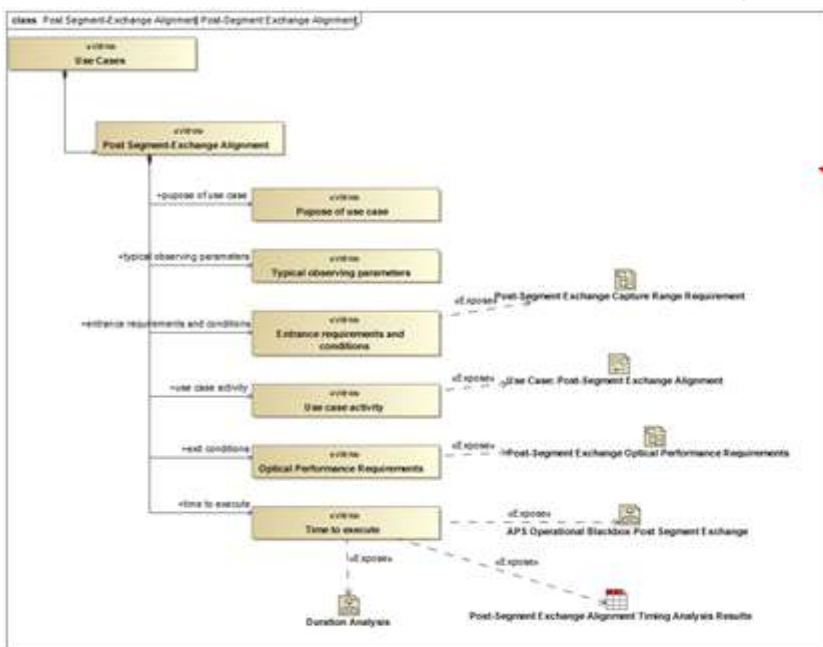 class Post Segment-Exchange Alignment[ Post-Segment Exchange Alignment]
«View»
Use Cases
«View»
Post Segment-Exchange Alignment
+pupose of use case
«View»
Pupose of use case
+typical observing parameters
«View»
Typical observing parameters
+entrance requirements and conditions
«View»
Entrance requirements and
conditions
«Expose»
Post-Segment Exchange Capture Range Requirement
+use case activity
«View»
Use case activity
«Expose»
Use Case: Post-Segment Exchange Alignment
+exit conditions
«View»
Optical Performance Requirements
«Expose»
Post-Segment Exchange Optical Performance Requirements
+time to execute
«View»
Time to execute
«Expose»
APS Operational Blackbox Post Segment Exchange
«Expose»
Duration Analysis
«Expose»
Post-Segment Exchange Alignment Timing Analysis Results